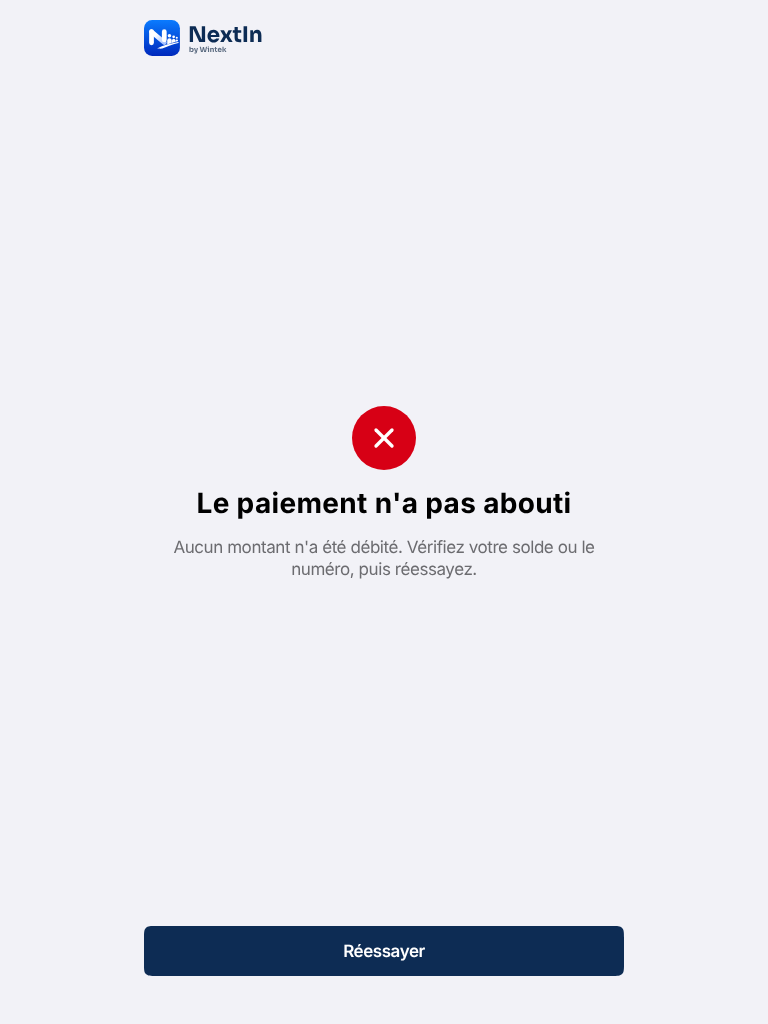 NextIn
by Wintek
Le paiement n'a pas abouti
Aucun montant n'a été débité. Vérifiez votre solde ou le
numéro, puis réessayez.
Réessayer